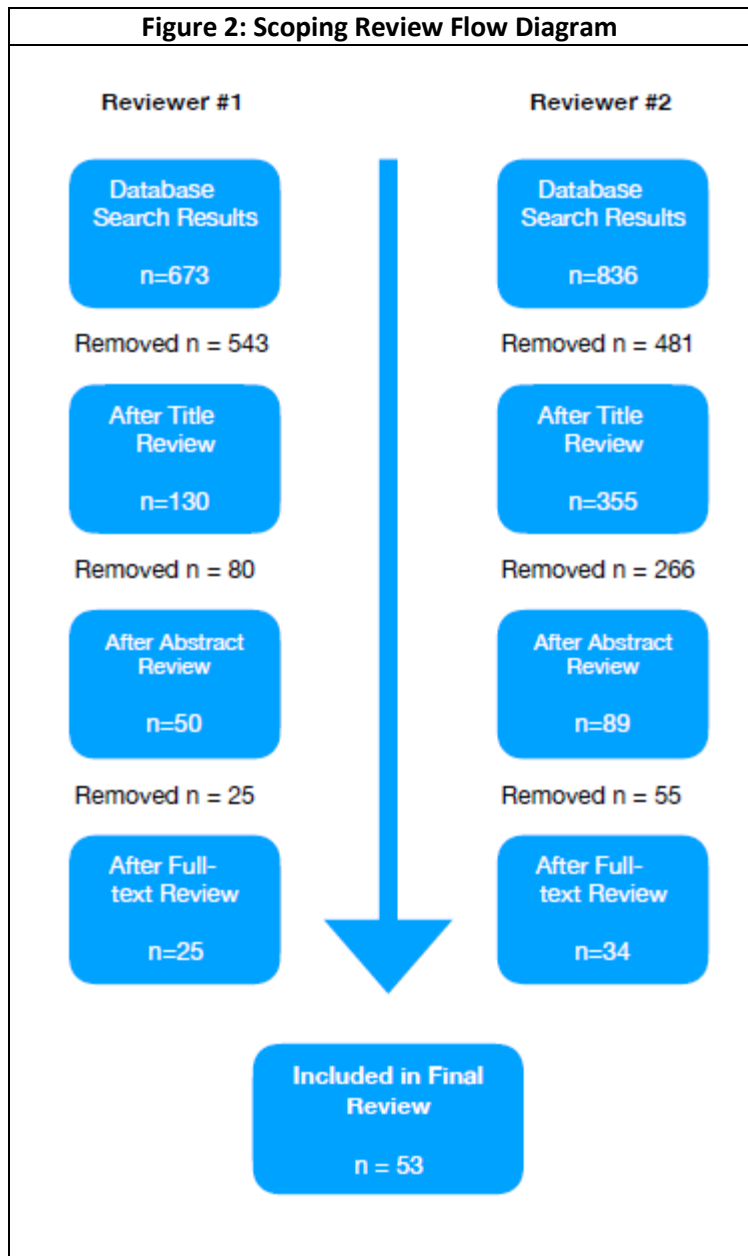 Figure 2: Scoping Review Flow Diagram
Reviewer #1
Database
Search Results
n=673
Removed n = 543
After Title
Review
n=130
Removed n = 80
After Abstract
Review
n=50
Removed n = 25
After Full-
text Review
n=25
Reviewer #2
Database
Search Results
n=836
Removed n = 481
After Title
Review
n=355
Removed n = 266
After Abstract
Review
n=89
Removed n = 55
After Full-
text Review
n=34
Included in Final
Review
n = 53